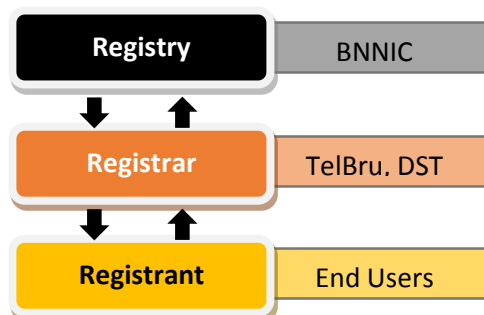 Registry
BNNIC
Registrar
TelBru, DST
Registrant
End Users